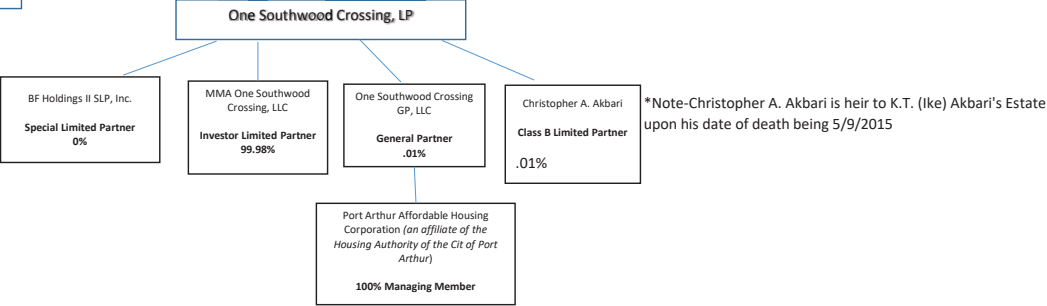 One Southwood Crossing, LP
BF Holdings II SLP, Inc.
Special Limited Partner
0%
MMA One Southwood
Crossing, LLC
Investor Limited Partner
99.98%
One Southwood Crossing
GP, LLC
General Partner
.01%
Christopher A. Akbari
Class B Limited Partner
.01%
*Note-Christopher A. Akbari is heir to K.T. (Ike) Akbari's Estate
upon his date of death being 5/9/2015
Port Arthur Affordable Housing
Corporation (an affiliate of the
Housing Authority of the Cit of Port
Arthur)
100% Managing Member